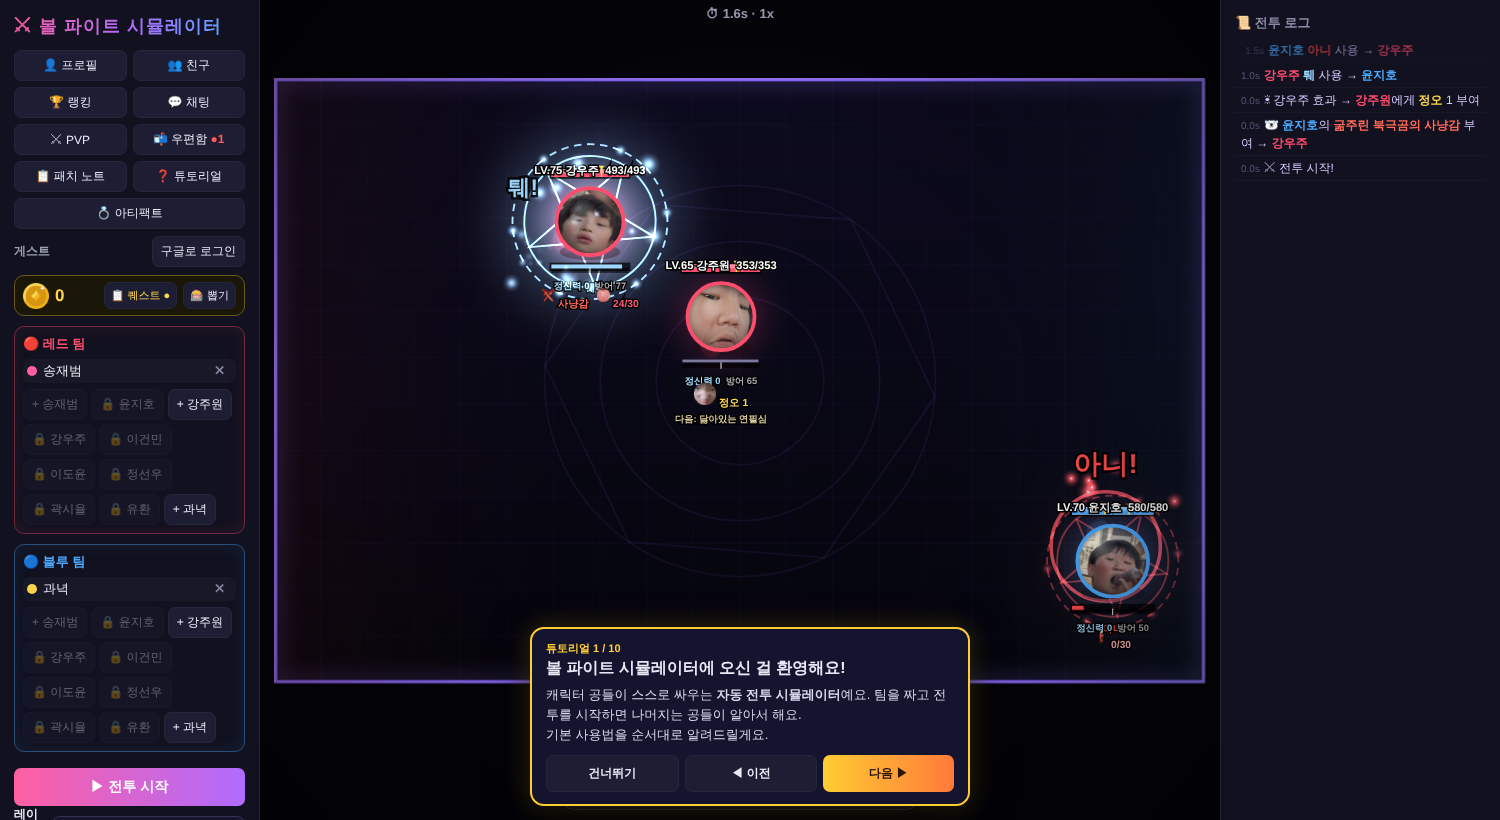 ⚔ 볼 파이트 시뮬레이터
👤 프로필
👥 친구
🏆 랭킹
💬 채팅
⚔ PVP
📬 우편함 ●1
📋 패치 노트
❓ 튜토리얼
💍 아티팩트
게스트
구글로 로그인
0
📋 퀘스트 ●
🎰 뽑기
🔴 레드 팀
송재범 ✕
+ 송재범
🔒 윤지호
+ 강주원
🔒 강우주
🔒 이건민
🔒 이도윤
🔒 정선우
🔒 곽시율
🔒 유환
+ 과녁
🔵 블루 팀
과녁 ✕
+ 송재범
🔒 윤지호
+ 강주원
🔒 강우주
🔒 이건민
🔒 이도윤
🔒 정선우
🔒 곽시율
🔒 유환
+ 과녁
▶ 전투 시작
레이
⏱ 1.6s · 1x
LV.75 강우주 493/493
퉤!
정신력 0 방어 77
사냥감 24/30
LV.65 강주원 353/353
정신력 0 방어 65
정오 1
다음: 닳아있는 연필심
아니!
LV.70 윤지호 580/580
정신력 0 방어 50
0/30
튜토리얼 1 / 10
볼 파이트 시뮬레이터에 오신 걸 환영해요!
캐릭터 공들이 스스로 싸우는 자동 전투 시뮬레이터예요. 팀을 짜고 전
투를 시작하면 나머지는 공들이 알아서 해요.
기본 사용법을 순서대로 알려드릴게요.
건너뛰기
◀ 이전
다음 ▶
📜 전투 로그
1.5s 윤지호 아니 사용 → 강우주
1.0s 강우주 퉤 사용 → 윤지호
0.0s 강우주 효과 → 강주원에게 정오 1 부여
0.0s 🐻‍❄️ 윤지호의 굶주린 북극곰의 사냥감 부
여 → 강우주
0.0s ⚔ 전투 시작!